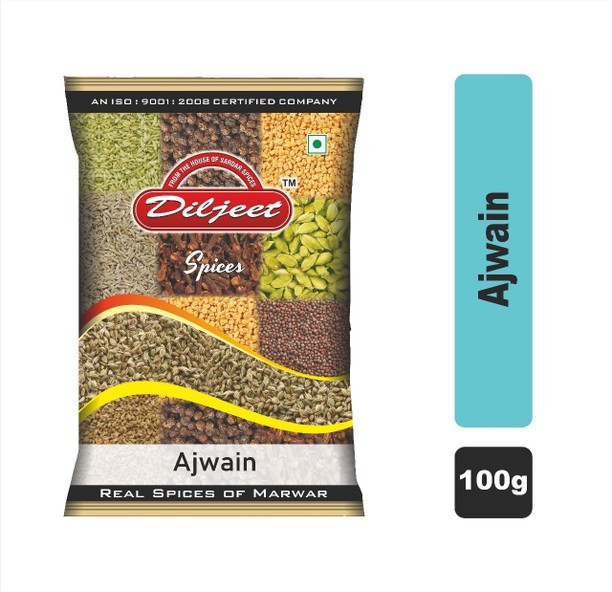 AN ISO : 9001 : 2008 CERTIFIED COMPANY
FROM THE HOUSE OF SARDAR SPICES
Diljeet TM
Spices
Ajwain
REAL SPICES OF MARWAR
Ajwain
100g